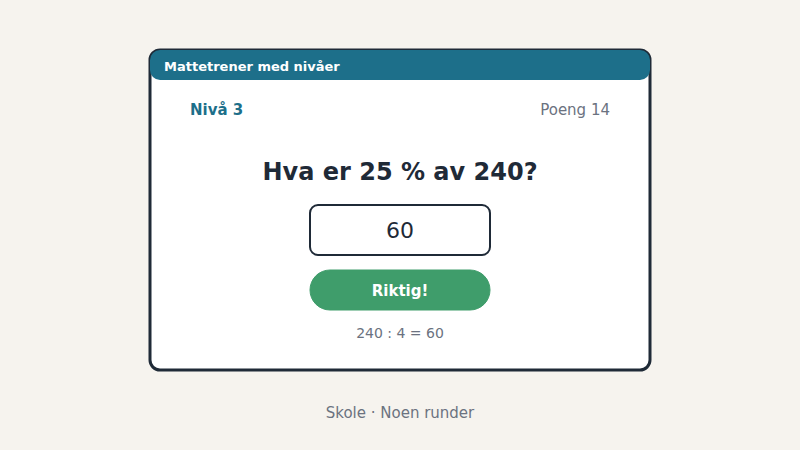 Mattetrener med nivåer
Nivå 3
Poeng 14
Hva er 25 % av 240?
60
Riktig!
240 : 4 = 60
Skole · Noen runder